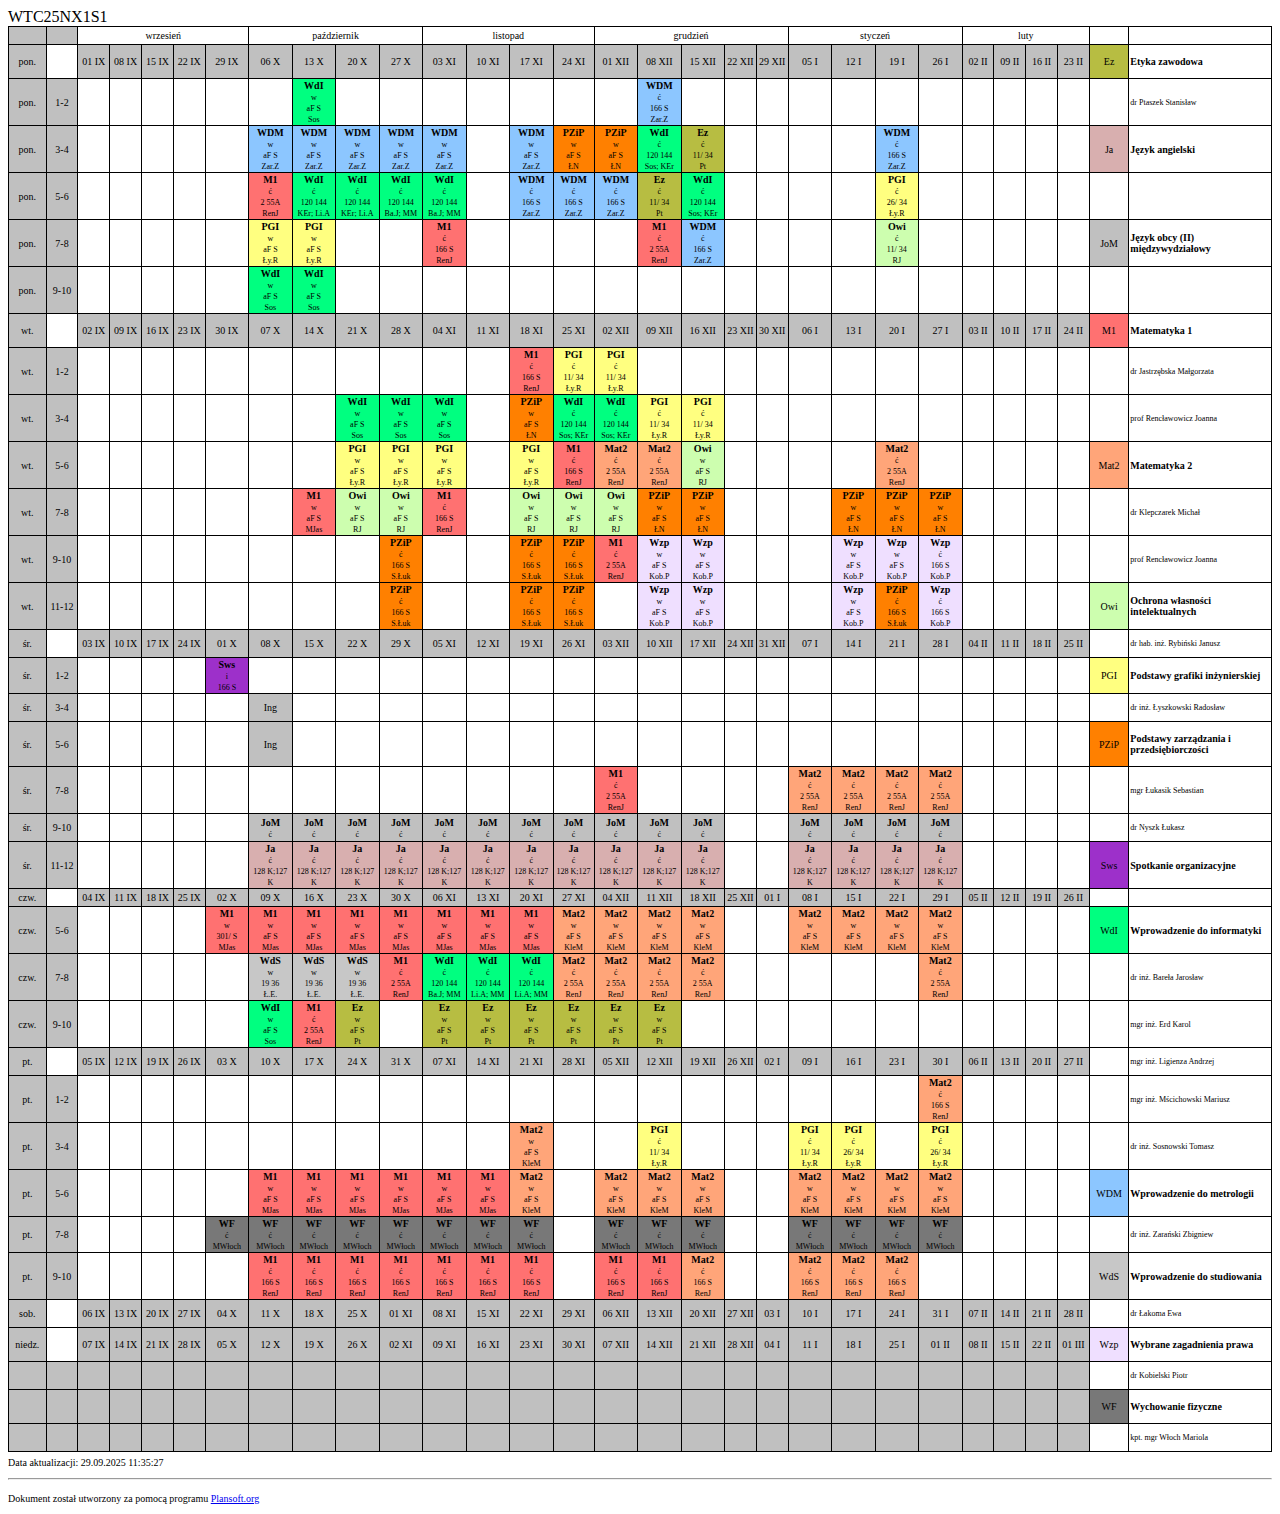 WTC25NX1S1
wrzesień październik listopad grudzień styczeń luty
pon. 01 IX 08 IX 15 IX 22 IX 29 IX 06 X 13 X 20 X 27 X 03 XI 10 XI 17 XI 24 XI 01 XII 08 XII 15 XII 22 XII 29 XII 05 I 12 I 19 I 26 I 02 II 09 II 16 II 23 II Ez Etyka zawodowa
WdI WDM
w ć
pon. 1-2 aF S 166 S dr Ptaszek Stanisław
Sos Zar.Z
WDM WDM WDM WDM WDM WDM PZiP PZiP WdI Ez WDM
w w w w w w w w ć ć ć
pon. 3-4 aF S aF S aF S aF S aF S aF S aF S aF S 120 144 11/ 34 166 S Ja Język angielski
Zar.Z Zar.Z Zar.Z Zar.Z Zar.Z Zar.Z ŁN ŁN Sos; KEr Pt Zar.Z
M1 WdI WdI WdI WdI WDM WDM WDM Ez WdI PGI
ć ć ć ć ć ć ć ć ć ć ć
pon. 5-6 2 55A 120 144 120 144 120 144 120 144 166 S 166 S 166 S 11/ 34 120 144 26/ 34
RenJ KEr; Li.A KEr; Li.A Ba.J; MM Ba.J; MM Zar.Z Zar.Z Zar.Z Pt Sos; KEr Ły.R
PGI PGI M1 M1 WDM Owi
w w ć ć ć ć
pon. 7-8 aF S aF S 166 S 2 55A 166 S 11/ 34 JoM Język obcy (II) międzywydziałowy
Ły.R Ły.R RenJ RenJ Zar.Z RJ
WdI WdI
w w
pon. 9-10 aF S aF S
Sos Sos
wt. 02 IX 09 IX 16 IX 23 IX 30 IX 07 X 14 X 21 X 28 X 04 XI 11 XI 18 XI 25 XI 02 XII 09 XII 16 XII 23 XII 30 XII 06 I 13 I 20 I 27 I 03 II 10 II 17 II 24 II M1 Matematyka 1
M1 PGI PGI
ć ć ć
wt. 1-2 166 S 11/ 34 11/ 34 dr Jastrzębska Małgorzata
RenJ Ły.R Ły.R
WdI WdI WdI PZiP WdI WdI PGI PGI
w w w w ć ć ć ć
wt. 3-4 aF S aF S aF S aF S 120 144 120 144 11/ 34 11/ 34 prof Rencławowicz Joanna
Sos Sos Sos ŁN Sos; KEr Sos; KEr Ły.R Ły.R
PGI PGI PGI PGI M1 Mat2 Mat2 Owi Mat2
w w w w ć ć ć w ć
wt. 5-6 aF S aF S aF S aF S 166 S 2 55A 2 55A aF S 2 55A Mat2 Matematyka 2
Ły.R Ły.R Ły.R Ły.R RenJ RenJ RenJ RJ RenJ
M1 Owi Owi M1 Owi Owi Owi PZiP PZiP PZiP PZiP PZiP
w w w ć w w w w w w w w
wt. 7-8 aF S aF S aF S 166 S aF S aF S aF S aF S aF S aF S aF S aF S dr Klepczarek Michał
MJas RJ RJ RenJ RJ RJ RJ ŁN ŁN ŁN ŁN ŁN
PZiP PZiP PZiP M1 Wzp Wzp Wzp Wzp Wzp
ć ć ć ć w w w w ć
wt. 9-10 166 S 166 S 166 S 2 55A aF S aF S aF S aF S 166 S prof Rencławowicz Joanna
S.Łuk S.Łuk S.Łuk RenJ Kob.P Kob.P Kob.P Kob.P Kob.P
PZiP PZiP PZiP Wzp Wzp Wzp PZiP Wzp
ć ć ć w w w ć ć
wt. 11-12 166 S 166 S 166 S aF S aF S aF S 166 S 166 S Owi Ochrona własności intelektualnych
S.Łuk S.Łuk S.Łuk Kob.P Kob.P Kob.P S.Łuk Kob.P
śr. 03 IX 10 IX 17 IX 24 IX 01 X 08 X 15 X 22 X 29 X 05 XI 12 XI 19 XI 26 XI 03 XII 10 XII 17 XII 24 XII 31 XII 07 I 14 I 21 I 28 I 04 II 11 II 18 II 25 II dr hab. inż. Rybiński Janusz
Sws
i
śr. 1-2 166 S PGI Podstawy grafiki inżynierskiej
śr. 3-4 Ing dr inż. Łyszkowski Radosław
śr. 5-6 Ing PZiP Podstawy zarządzania i przedsiębiorczości
M1 Mat2 Mat2 Mat2 Mat2
ć ć ć ć ć
śr. 7-8 2 55A 2 55A 2 55A 2 55A 2 55A mgr Łukasik Sebastian
RenJ RenJ RenJ RenJ RenJ
JoM JoM JoM JoM JoM JoM JoM JoM JoM JoM JoM JoM JoM JoM JoM
śr. 9-10 ć ć ć ć ć ć ć ć ć ć ć ć ć ć ć dr Nyszk Łukasz
Ja Ja Ja Ja Ja Ja Ja Ja Ja Ja Ja Ja Ja Ja Ja
ć ć ć ć ć ć ć ć ć ć ć ć ć ć ć
śr. 11-12 128 K;127 128 K;127 128 K;127 128 K;127 128 K;127 128 K;127 128 K;127 128 K;127 128 K;127 128 K;127 128 K;127 128 K;127 128 K;127 128 K;127 128 K;127 Sws Spotkanie organizacyjne
K K K K K K K K K K K K K K K
czw. 04 IX 11 IX 18 IX 25 IX 02 X 09 X 16 X 23 X 30 X 06 XI 13 XI 20 XI 27 XI 04 XII 11 XII 18 XII 25 XII 01 I 08 I 15 I 22 I 29 I 05 II 12 II 19 II 26 II
M1 M1 M1 M1 M1 M1 M1 M1 Mat2 Mat2 Mat2 Mat2 Mat2 Mat2 Mat2 Mat2
w w w w w w w w w w w w w w w w
czw. 5-6 301/ S aF S aF S aF S aF S aF S aF S aF S aF S aF S aF S aF S aF S aF S aF S aF S WdI Wprowadzenie do informatyki
MJas MJas MJas MJas MJas MJas MJas MJas KleM KleM KleM KleM KleM KleM KleM KleM
WdS WdS WdS M1 WdI WdI WdI Mat2 Mat2 Mat2 Mat2 Mat2
w w w ć ć ć ć ć ć ć ć ć
czw. 7-8 19 36 19 36 19 36 2 55A 120 144 120 144 120 144 2 55A 2 55A 2 55A 2 55A 2 55A dr inż. Bareła Jarosław
Ł.E. Ł.E. Ł.E. RenJ Ba.J; MM Li.A; MM Li.A; MM RenJ RenJ RenJ RenJ RenJ
WdI M1 Ez Ez Ez Ez Ez Ez Ez
w ć w w w w w w w
czw. 9-10 aF S 2 55A aF S aF S aF S aF S aF S aF S aF S mgr inż. Erd Karol
Sos RenJ Pt Pt Pt Pt Pt Pt Pt
pt. 05 IX 12 IX 19 IX 26 IX 03 X 10 X 17 X 24 X 31 X 07 XI 14 XI 21 XI 28 XI 05 XII 12 XII 19 XII 26 XII 02 I 09 I 16 I 23 I 30 I 06 II 13 II 20 II 27 II mgr inż. Ligienza Andrzej
Mat2
ć
pt. 1-2 166 S mgr inż. Mścichowski Mariusz
RenJ
Mat2 PGI PGI PGI PGI
w ć ć ć ć
pt. 3-4 aF S 11/ 34 11/ 34 26/ 34 26/ 34 dr inż. Sosnowski Tomasz
KleM Ły.R Ły.R Ły.R Ły.R
M1 M1 M1 M1 M1 M1 Mat2 Mat2 Mat2 Mat2 Mat2 Mat2 Mat2 Mat2
w w w w w w w w w w w w w w
pt. 5-6 aF S aF S aF S aF S aF S aF S aF S aF S aF S aF S aF S aF S aF S aF S WDM Wprowadzenie do metrologii
MJas MJas MJas MJas MJas MJas KleM KleM KleM KleM KleM KleM KleM KleM
WF WF WF WF WF WF WF WF WF WF WF WF WF WF WF
pt. 7-8 ć ć ć ć ć ć ć ć ć ć ć ć ć ć ć dr inż. Zarański Zbigniew
MWłoch MWłoch MWłoch MWłoch MWłoch MWłoch MWłoch MWłoch MWłoch MWłoch MWłoch MWłoch MWłoch MWłoch MWłoch
M1 M1 M1 M1 M1 M1 M1 M1 M1 Mat2 Mat2 Mat2 Mat2
ć ć ć ć ć ć ć ć ć ć ć ć ć
pt. 9-10 166 S 166 S 166 S 166 S 166 S 166 S 166 S 166 S 166 S 166 S 166 S 166 S 166 S WdS Wprowadzenie do studiowania
RenJ RenJ RenJ RenJ RenJ RenJ RenJ RenJ RenJ RenJ RenJ RenJ RenJ
sob. 06 IX 13 IX 20 IX 27 IX 04 X 11 X 18 X 25 X 01 XI 08 XI 15 XI 22 XI 29 XI 06 XII 13 XII 20 XII 27 XII 03 I 10 I 17 I 24 I 31 I 07 II 14 II 21 II 28 II dr Łakoma Ewa
niedz. 07 IX 14 IX 21 IX 28 IX 05 X 12 X 19 X 26 X 02 XI 09 XI 16 XI 23 XI 30 XI 07 XII 14 XII 21 XII 28 XII 04 I 11 I 18 I 25 I 01 II 08 II 15 II 22 II 01 III Wzp Wybrane zagadnienia prawa
dr Kobielski Piotr
WF Wychowanie fizyczne
kpt. mgr Włoch Mariola
Data aktualizacji: 29.09.2025 11:35:27
Dokument został utworzony za pomocą programu Plansoft.org